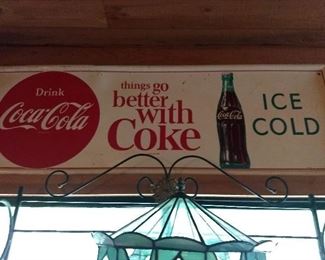 Drink
Coca-Cola
things go
better
with
Coke
Coca-Cola
ICE
COLD